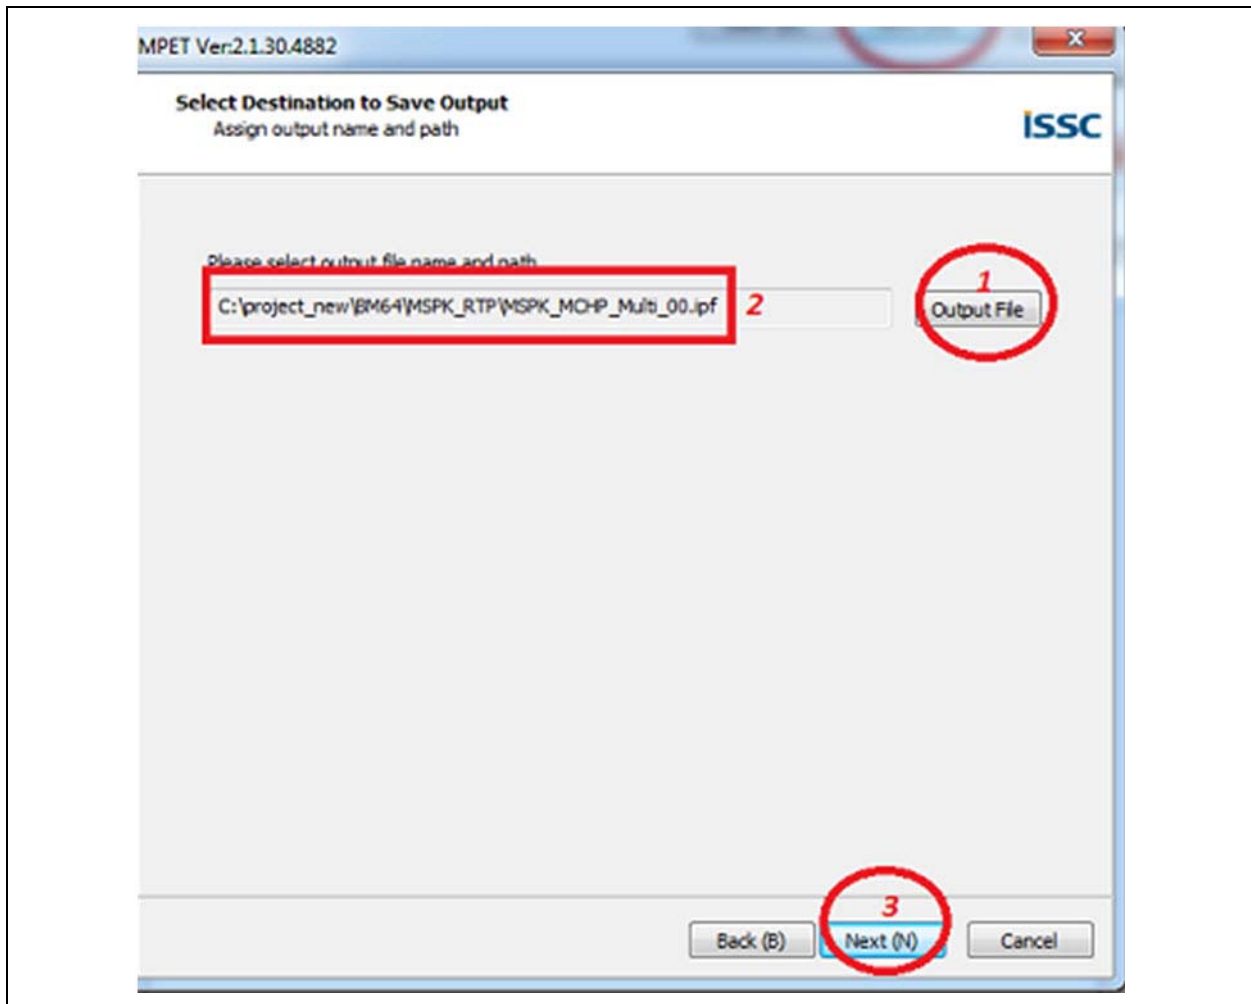 MPET Ver:2.1.30.4882
X
Select Destination to Save Output
Assign output name and path
ISSC
Please select output file name and path
1
C:\project_new\BM64\MSPK_RTP\MSPK_MCHP_Multi_00.ipf
2
Output File
3
Back (B)
Next (N)
Cancel